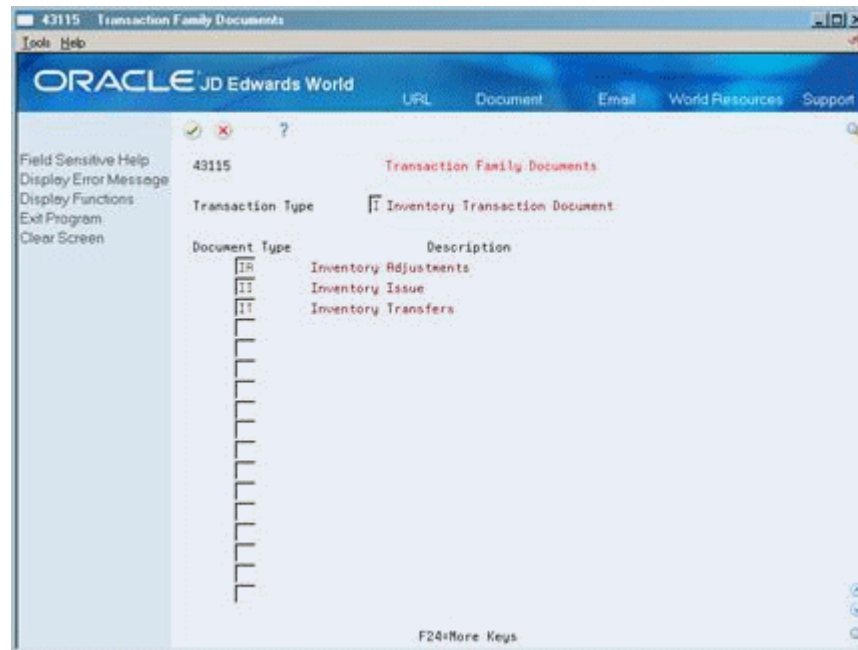 43115 Transaction Family Documents
Tools Help
ORACLE JD Edwards World
URL Document Email World Resources Support
?
Field Sensitive Help
Display Error Message
Display Functions
Exit Program
Clear Screen
43115 Transaction Family Documents
Transaction Type I Inventory Transaction Document
Document Type Description
IA Inventory Adjustments
II Inventory Issue
IT Inventory Transfers
F24=More Keys